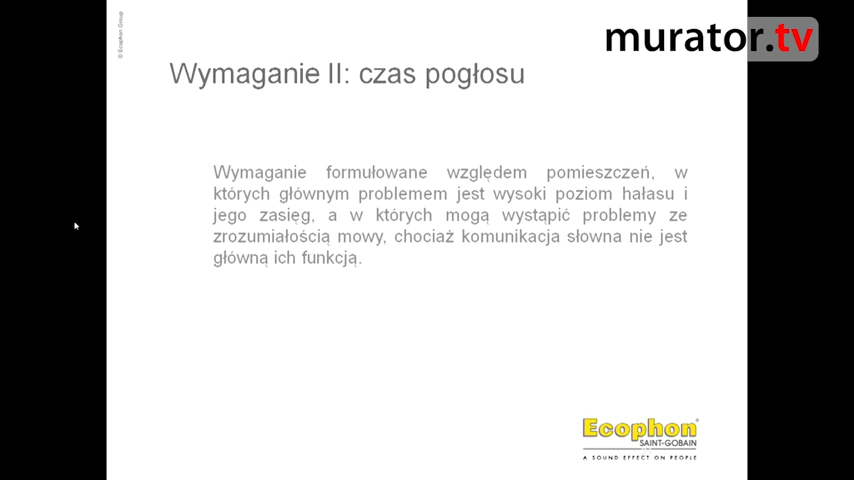 © Ecophon Group
murator.tv
Wymaganie II: czas pogłosu
Wymaganie formułowane względem pomieszczeń, w
których głównym problemem jest wysoki poziom hałasu i
jego zasięg, a w których mogą wystąpić problemy ze
zrozumiałością mowy, chociaż komunikacja słowna nie jest
główną ich funkcją.
Ecophon
SAINT-GOBAIN
A SOUND EFFECT ON PEOPLE